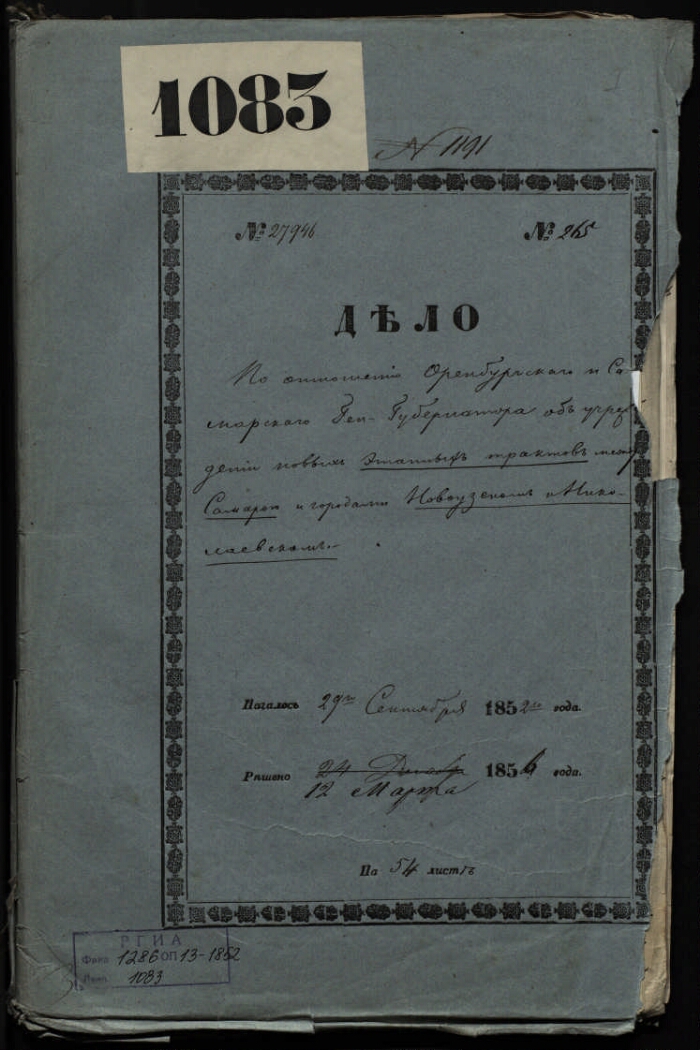 1083
N 1191
№ 27946 № 265
ДѢЛО
По отношенію Оренбургскаго и Са-
марскаго Ген. Губернатора объ учреж
деніи новыхъ Этапныхъ трактовъ между
Самарою и городами Новоузенскомъ и Нико-
лаевскомъ.
Началось 29го Сентября 1852го года.
Рѣшено 24 Декабр 1856 года.
12 Марта
На 54 листѣ
РГИА
Фонд 1286 ОП 13-1852
Дело 1083